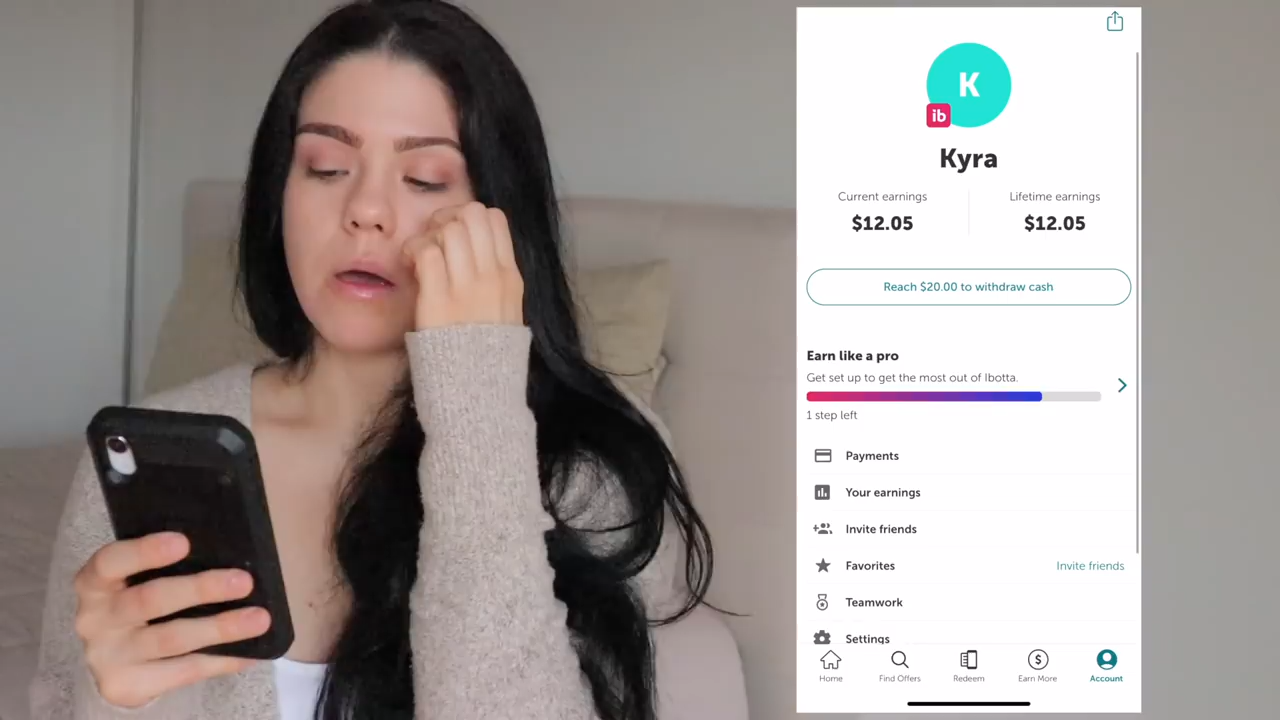 K
ib
Kyra
Current earnings
Lifetime earnings
$12.05
$12.05
Reach $20.00 to withdraw cash
Earn like a pro
Get set up to get the most out of Ibotta.
1 step left
Payments
Your earnings
Invite friends
Favorites
Invite friends
Teamwork
Settings
Home
Find Offers
Redeem
$
Earn More
Account